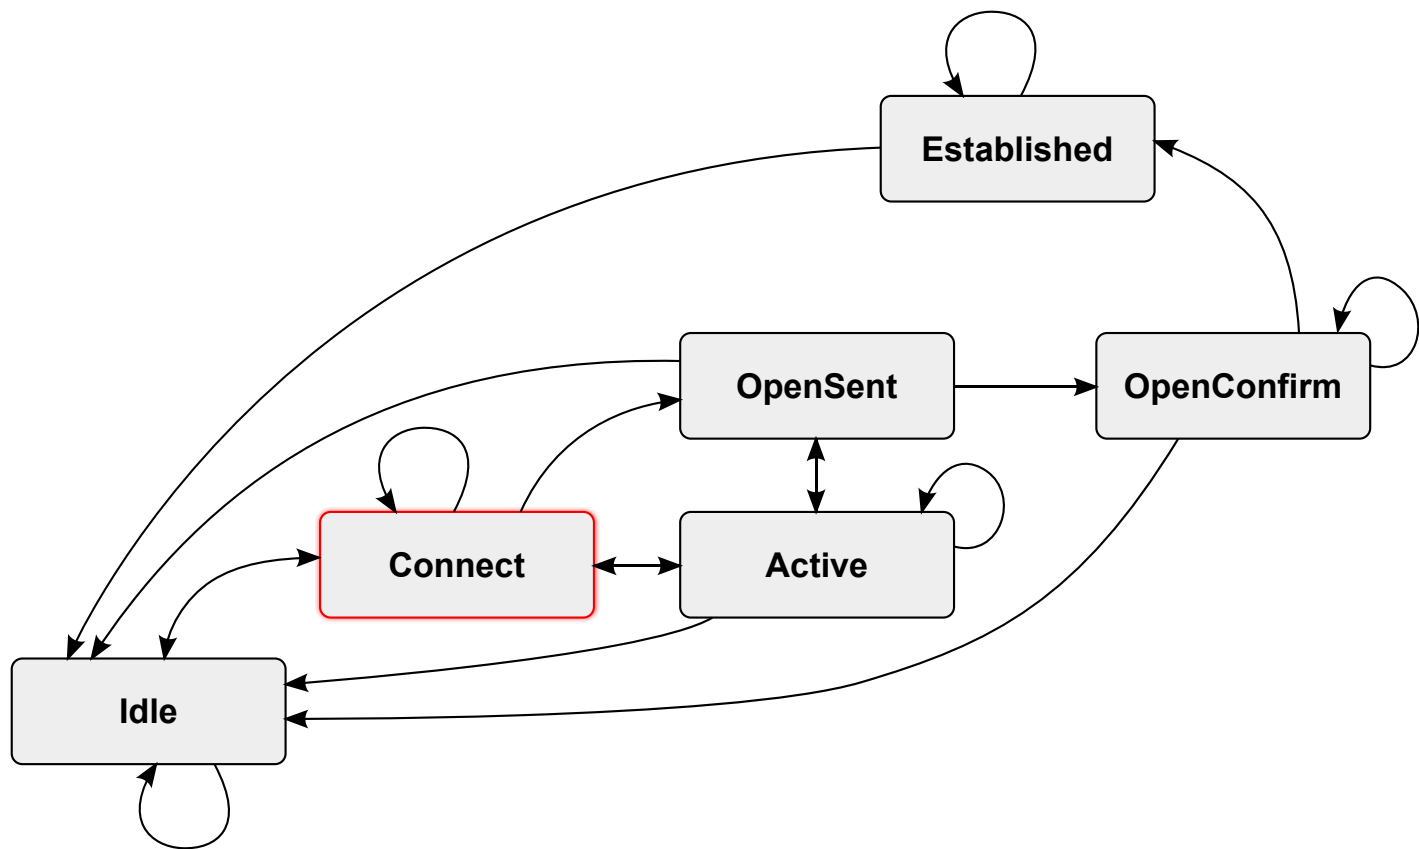 Established
OpenSent
OpenConfirm
Connect
Active
Idle